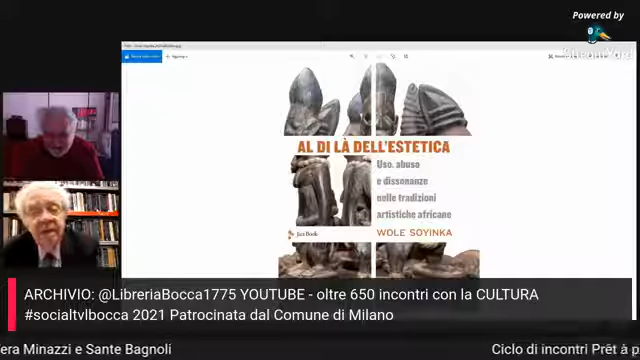 Powered by
StreamYard
AL DI LÀ DELL'ESTETICA
Uso, abuso
e dissonanze
nelle tradizioni
artistiche africane
Jaca Book
WOLE SOYINKA
ARCHIVIO: @LibreriaBocca1775 YOUTUBE - oltre 650 incontri con la CULTURA
#socialtvlbocca 2021 Patrocinata dal Comune di Milano
era Minazzi e Sante Bagnoli
Ciclo di incontri Prêt à p